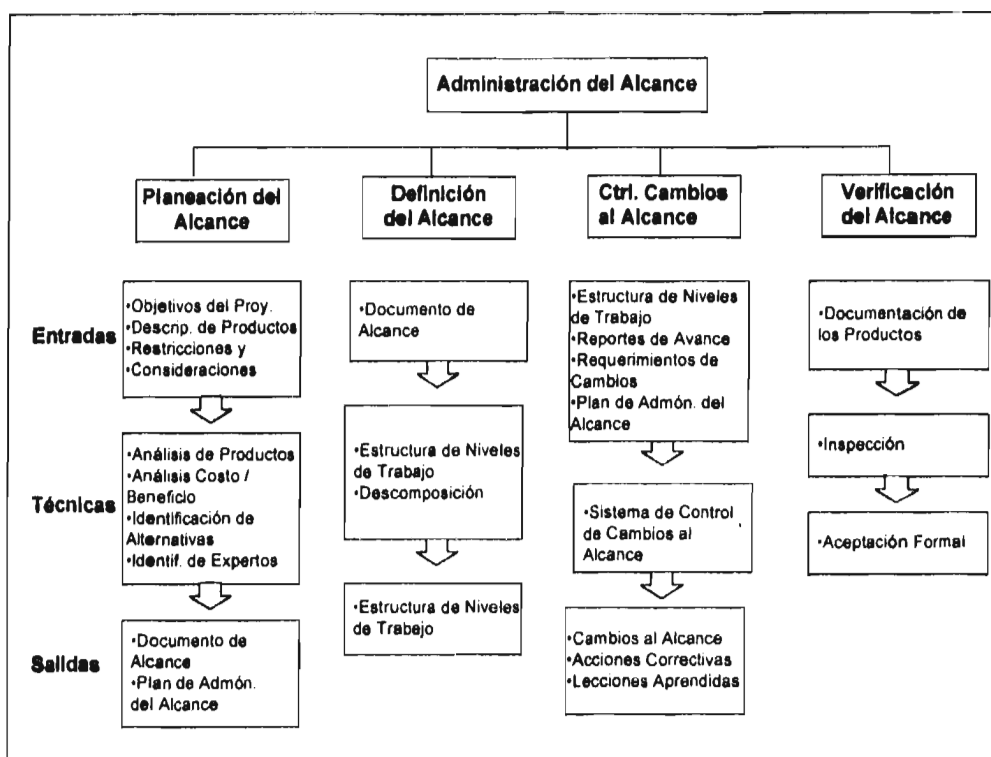 Administración del Alcance
Planeación del
Alcance
Definición
del Alcance
Ctrl. Cambios
al Alcance
Verificación
del Alcance
Entradas
•Objetivos del Proy.
•Descrip. de Productos
•Restricciones y
•Consideraciones
•Documento de
Alcance
•Estructura de Niveles
de Trabajo
•Reportes de Avance
•Requerimientos de
Cambios
•Plan de Admón. del
Alcance
•Documentación de
los Productos
Técnicas
•Análisis de Productos
•Análisis Costo /
Beneficio
•Identificación de
Alternativas
•Identif. de Expertos
•Estructura de Niveles
de Trabajo
•Descomposición
•Sistema de Control
de Cambios al
Alcance
•Inspección
Salidas
•Documento de
Alcance
•Plan de Admón.
del Alcance
•Estructura de Niveles
de Trabajo
•Cambios al Alcance
•Acciones Correctivas
•Lecciones Aprendidas
•Aceptación Formal